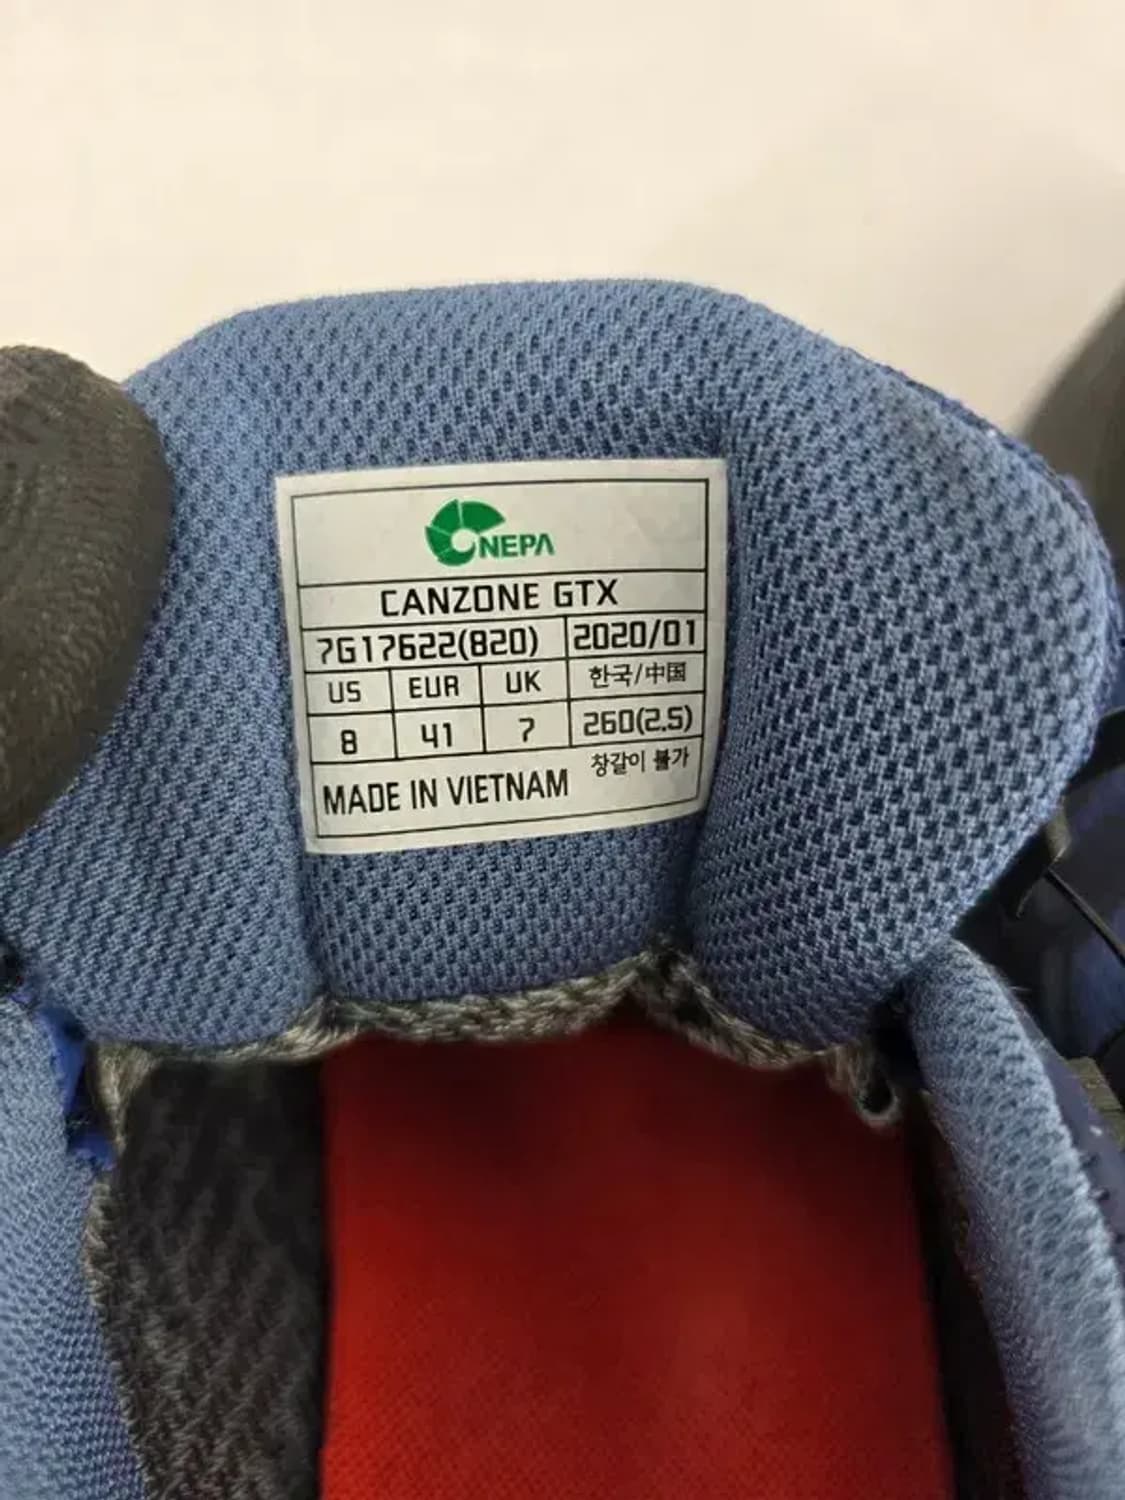 NEPA
CANZONE GTX
7G17622(820) 2020/01
US EUR UK 한국/中国
8 41 7 260(2.5)
창갈이 불가
MADE IN VIETNAM